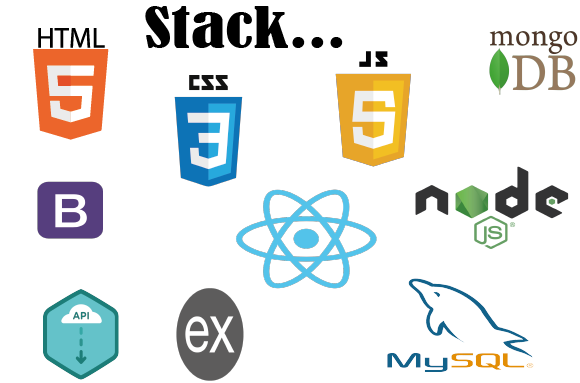 Stack...
HTML
5
CSS
3
JS
5
mongo
DB
B
node
JS
®
API
ex
MySQL